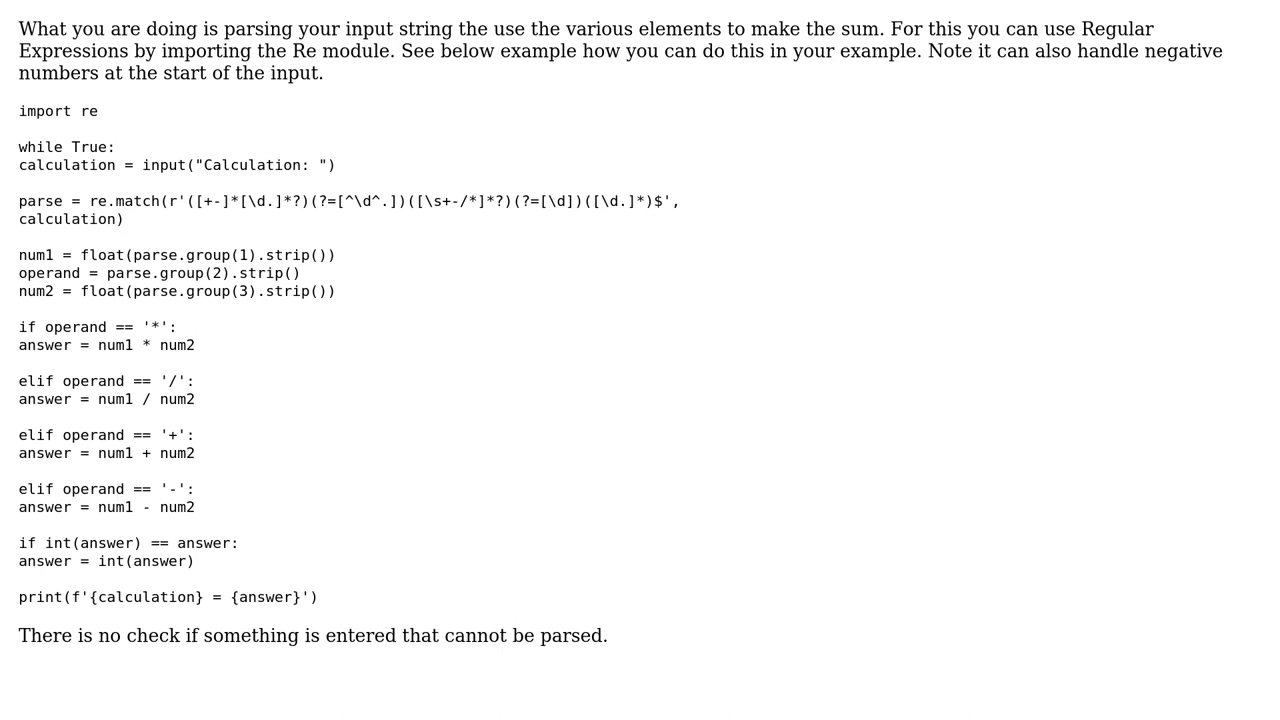 What you are doing is parsing your input string the use the various elements to make the sum. For this you can use Regular
Expressions by importing the Re module. See below example how you can do this in your example. Note it can also handle negative
numbers at the start of the input.
import re
while True:
calculation = input("Calculation: ")
parse = re.match(r'([+-]*[\d.]*?)(?=[^\d^.])([\s+-/*]*?)(?=[\d])([\d.]*)$',
calculation)
num1 = float(parse.group(1).strip())
operand = parse.group(2).strip()
num2 = float(parse.group(3).strip())
if operand == '*':
answer = num1 * num2
elif operand == '/':
answer = num1 / num2
elif operand == '+':
answer = num1 + num2
elif operand == '-':
answer = num1 - num2
if int(answer) == answer:
answer = int(answer)
print(f'{calculation} = {answer}')
There is no check if something is entered that cannot be parsed.